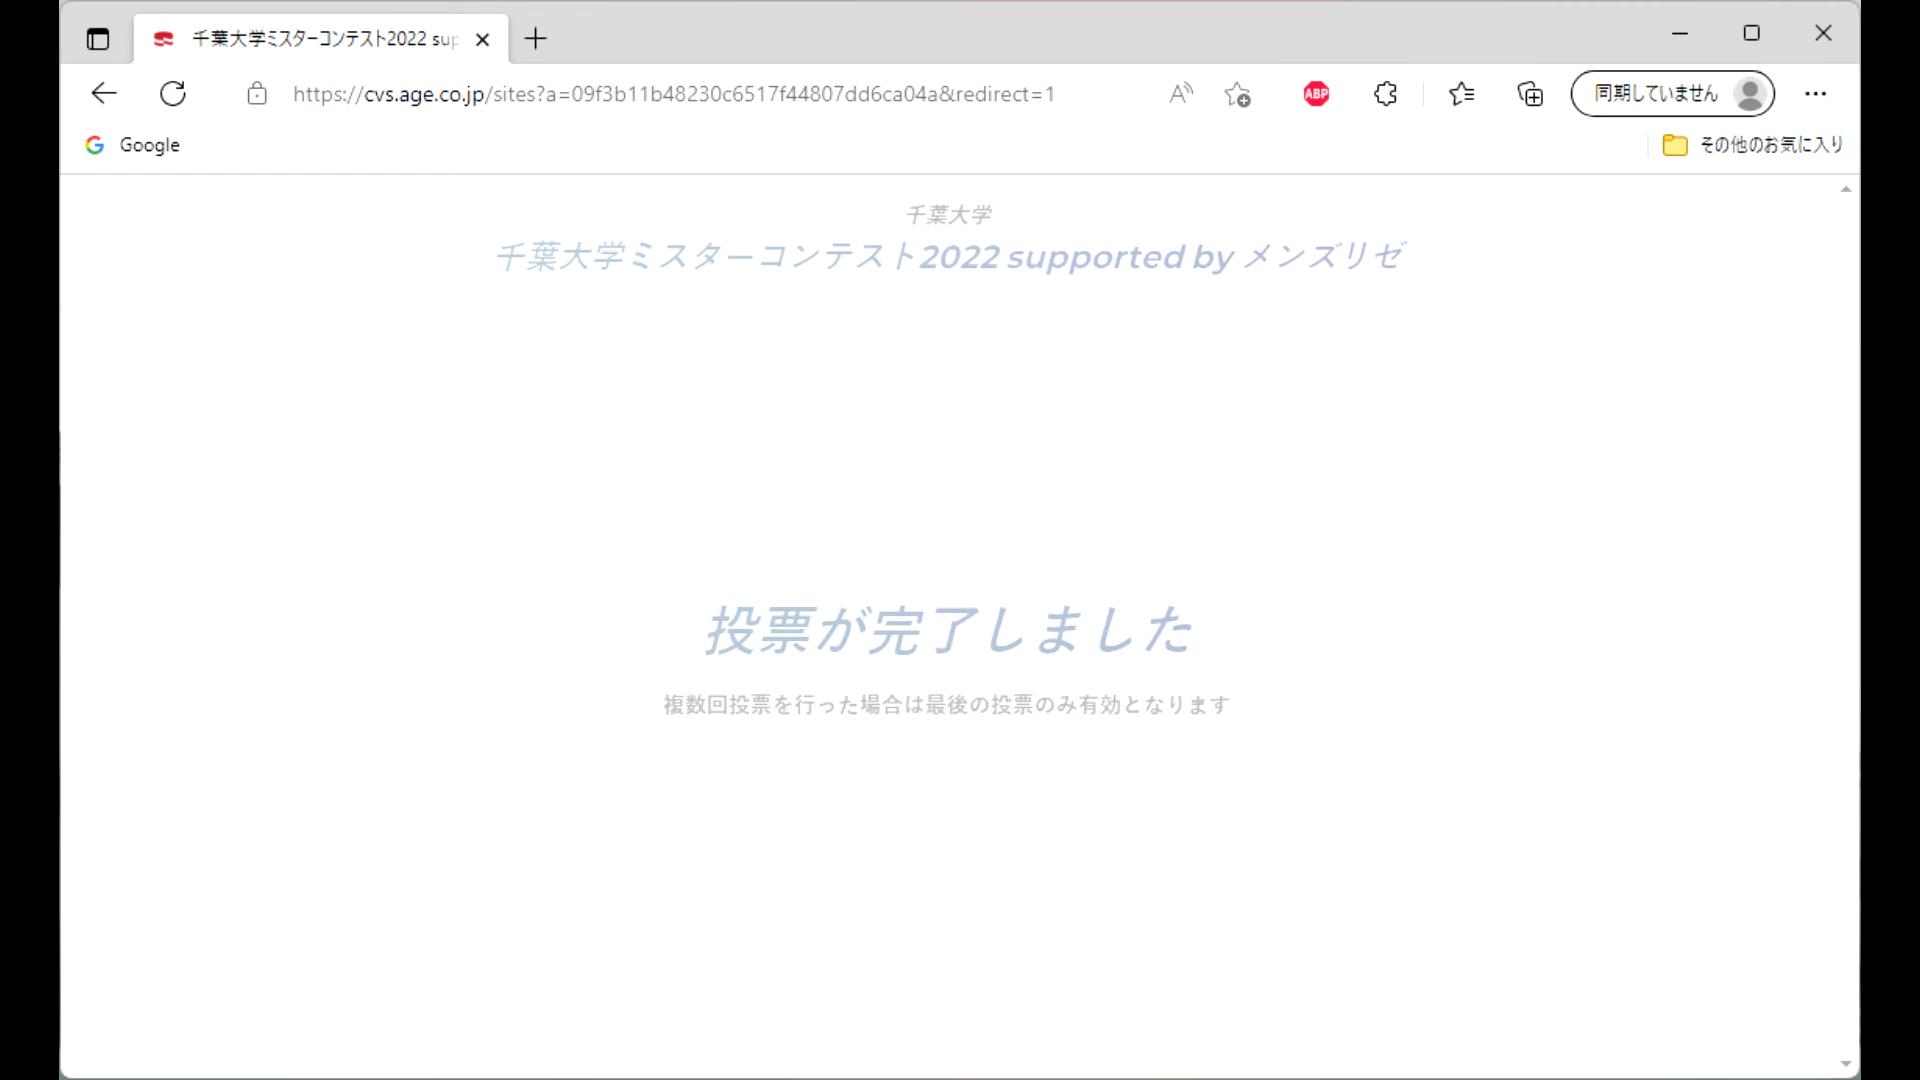 千葉大学ミスターコンテスト2022 sup
https://cvs.age.co.jp/sites?a=09f3b11b48230c6517f44807dd6ca04a&redirect=1
ABP
同期していません
Google
その他のお気に入り
千葉大学
千葉大学ミスターコンテスト2022 supported by メンズリゼ
投票が完了しました
複数回投票を行った場合は最後の投票のみ有効となります